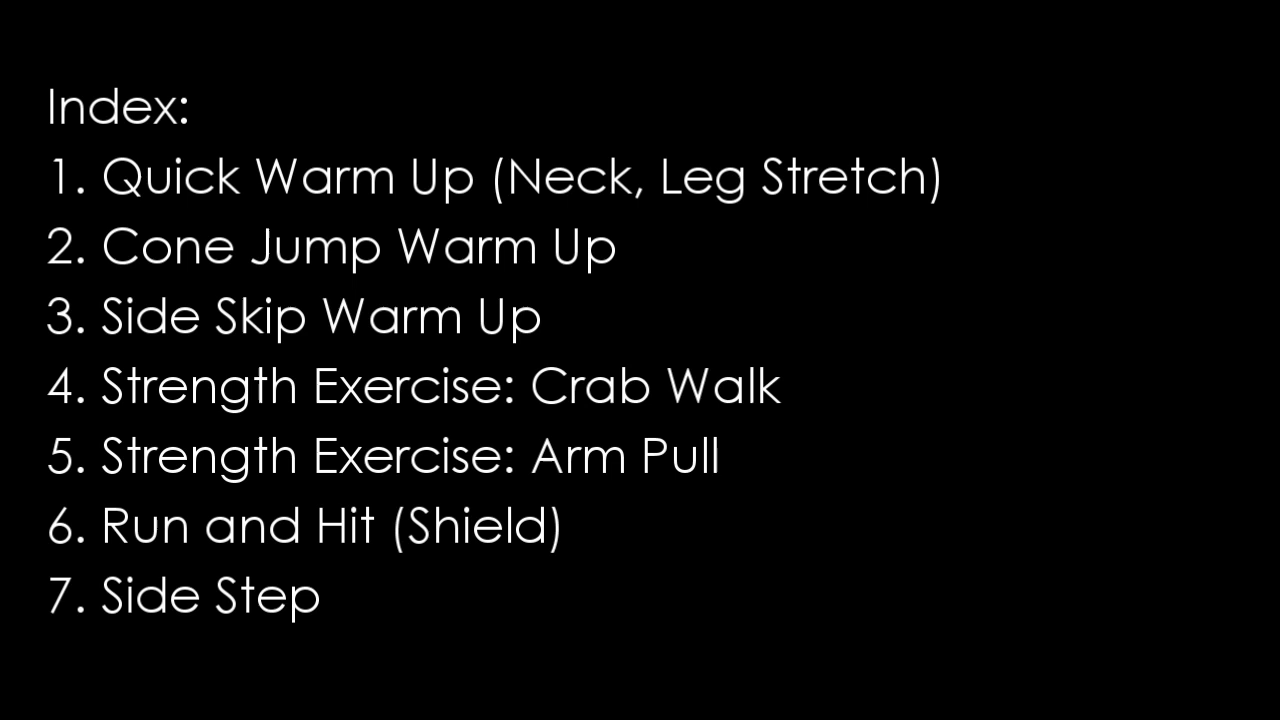 Index:
1. Quick Warm Up (Neck, Leg Stretch)
2. Cone Jump Warm Up
3. Side Skip Warm Up
4. Strength Exercise: Crab Walk
5. Strength Exercise: Arm Pull
6. Run and Hit (Shield)
7. Side Step